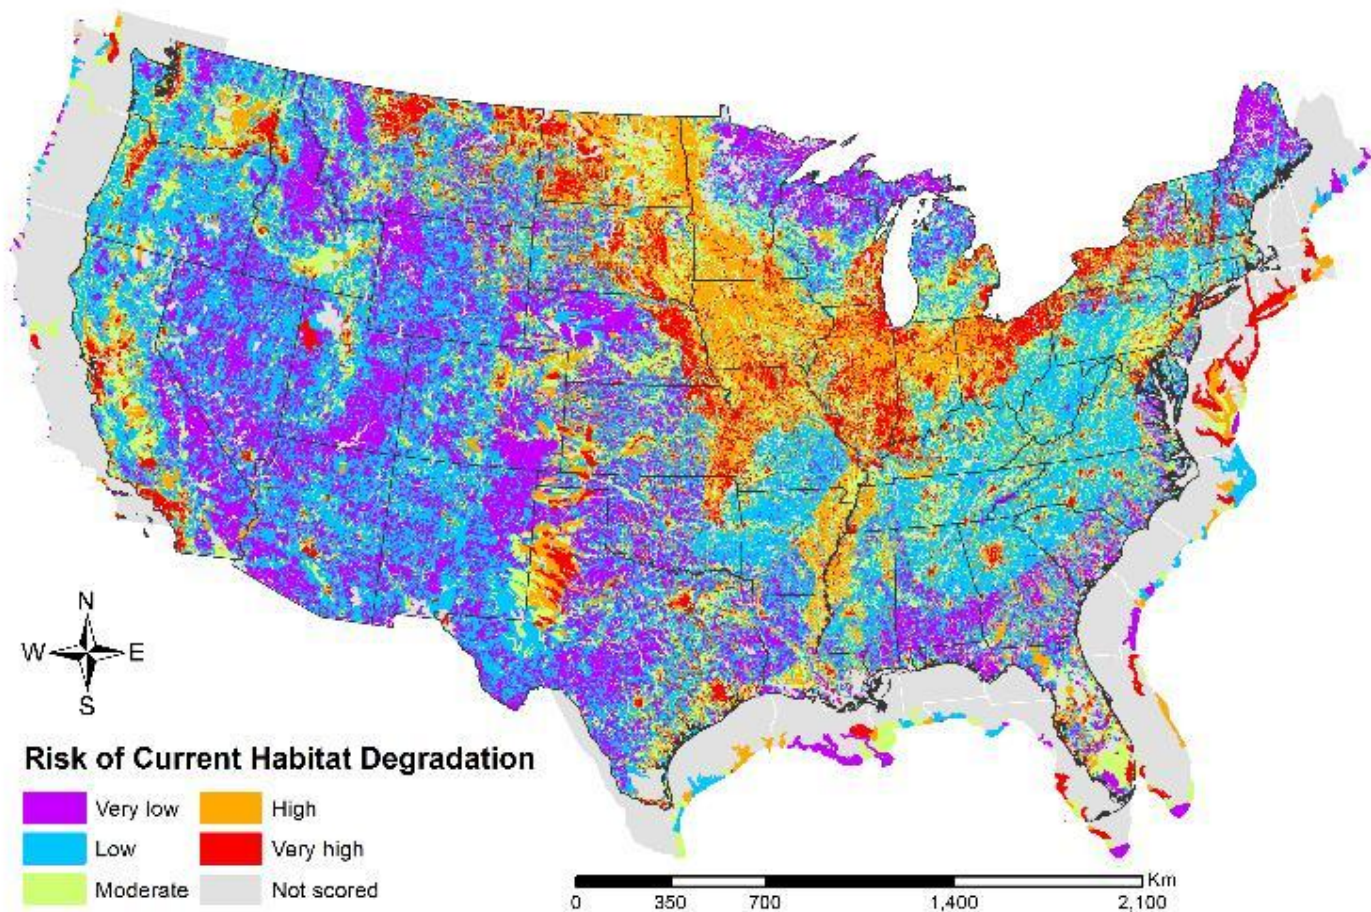 N
W E
S
Risk of Current Habitat Degradation
Very low High
Low Very high
Moderate Not scored
Km
0 350 700 1,400 2,100